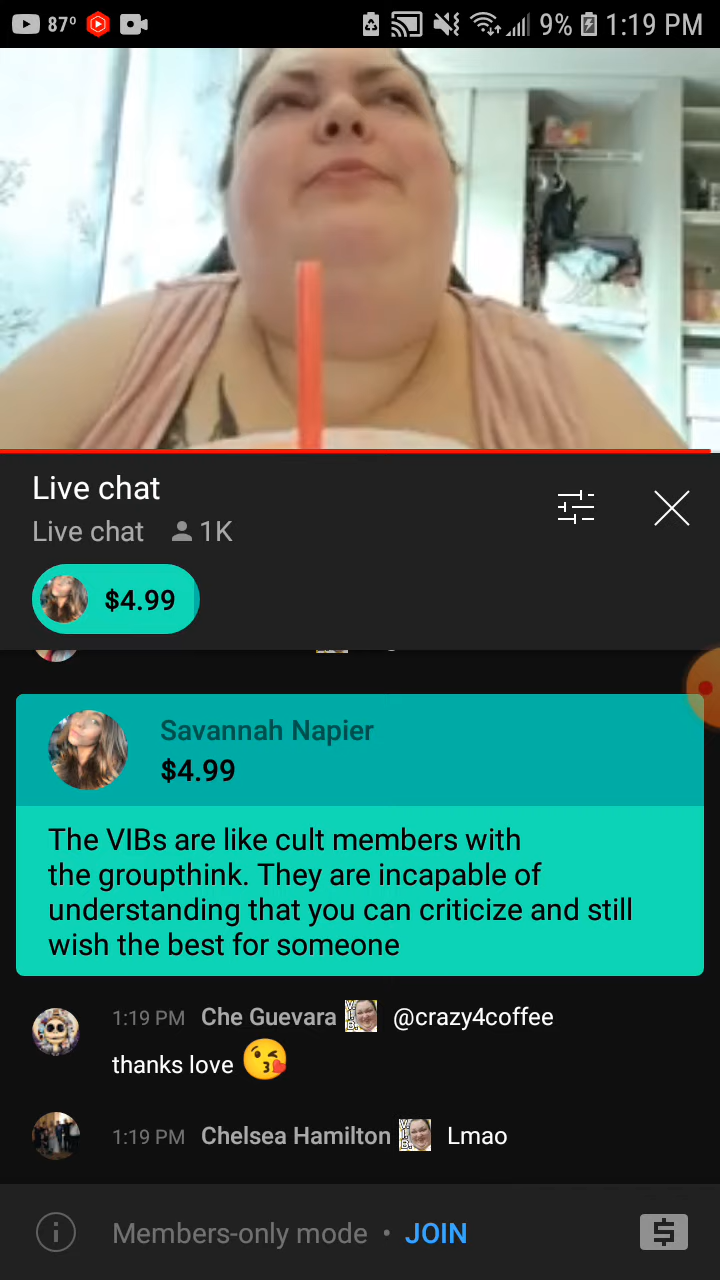 87° 9% 1:19 PM
Live chat
Live chat 1K
$4.99
Savannah Napier
$4.99
The VIBs are like cult members with
the groupthink. They are incapable of
understanding that you can criticize and still
wish the best for someone
1:19 PM Che Guevara @crazy4coffee
thanks love
1:19 PM Chelsea Hamilton Lmao
Members-only mode • JOIN